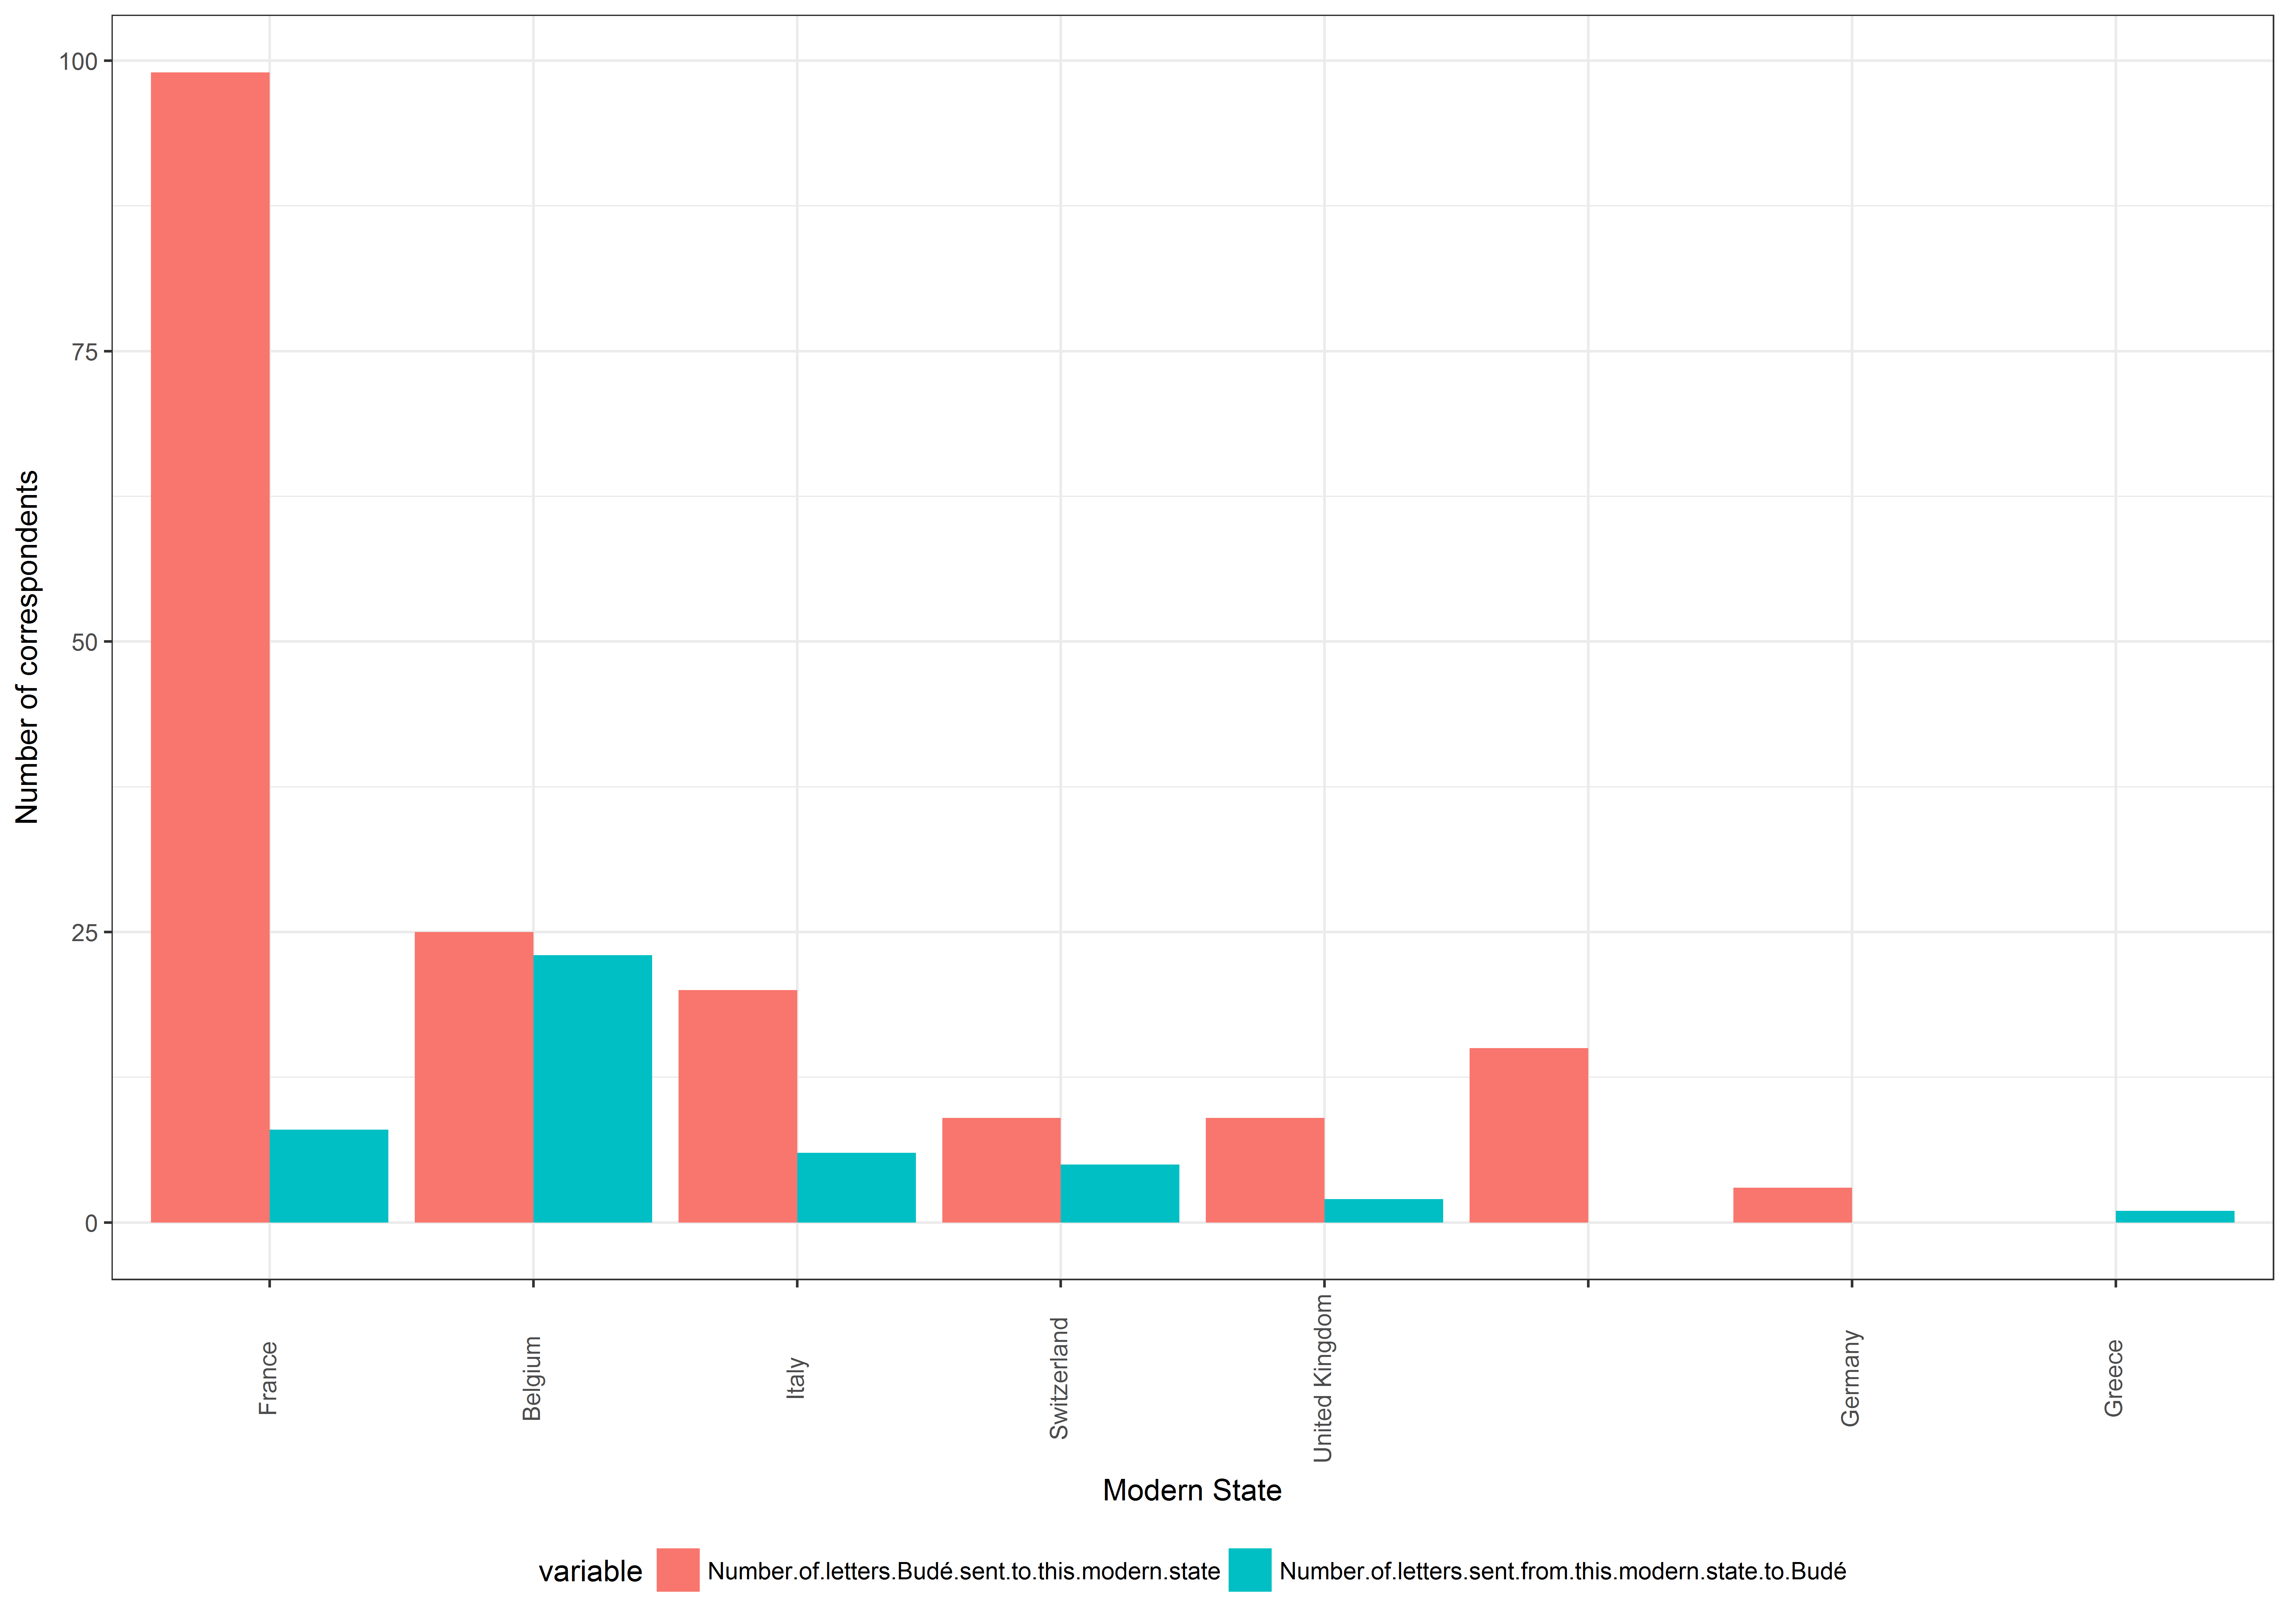 Number of correspondents
100
75
50
25
0
France
Belgium
Italy
Switzerland
United Kingdom
Germany
Greece
Modern State
variable Number.of.letters.Budé.sent.to.this.modern.state Number.of.letters.sent.from.this.modern.state.to.Budé